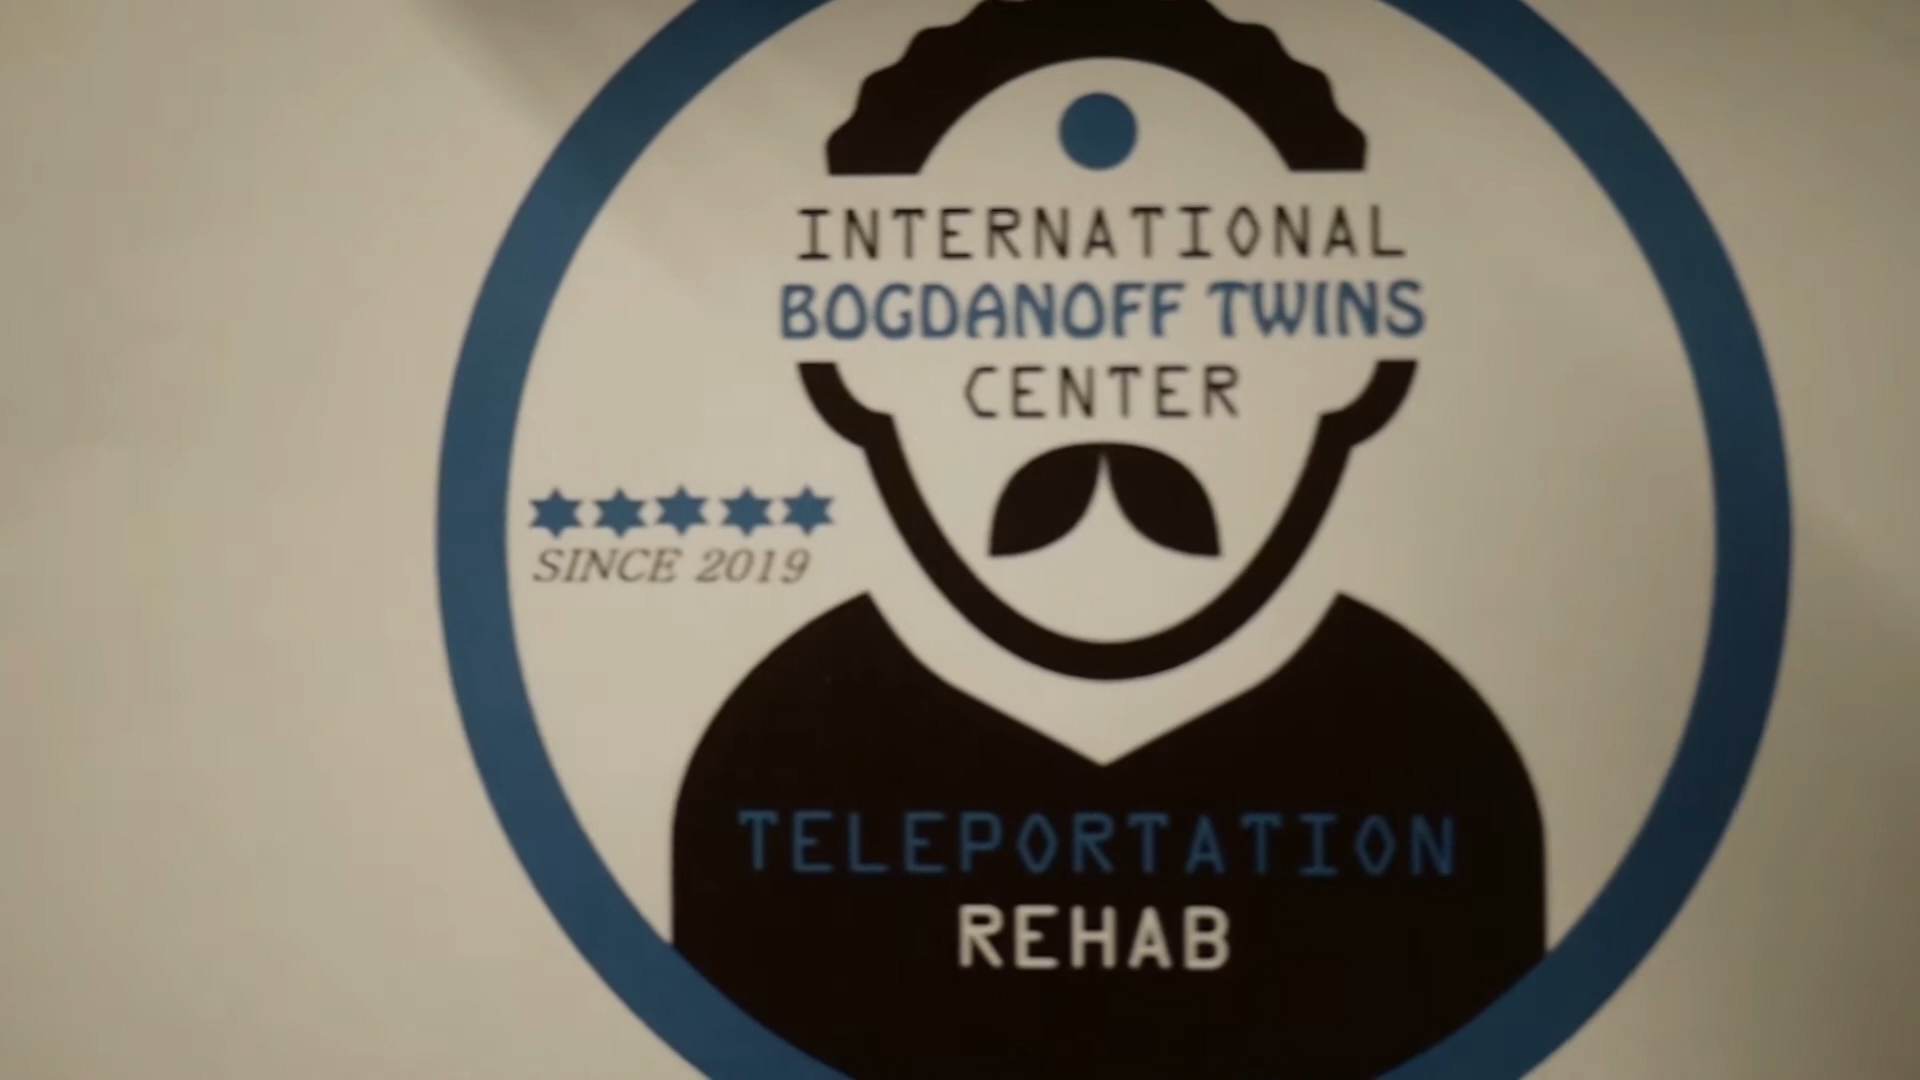 INTERNATIONAL
BOGDANOFF TWINS
CENTER
SINCE 2019
TELEPORTATION
REHAB